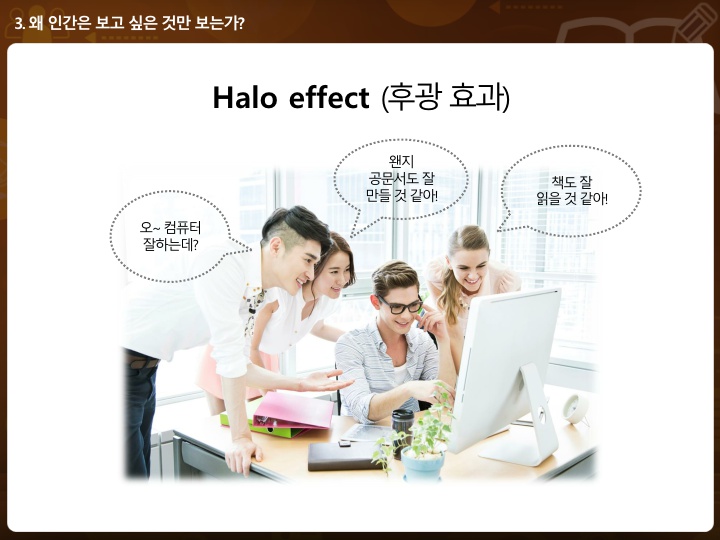 3. 왜 인간은 보고 싶은 것만 보는가?
Halo effect (후광 효과)
오~ 컴퓨터
잘하는데?
왠지
공문서도 잘
만들 것 같아!
책도 잘
읽을 것 같아!